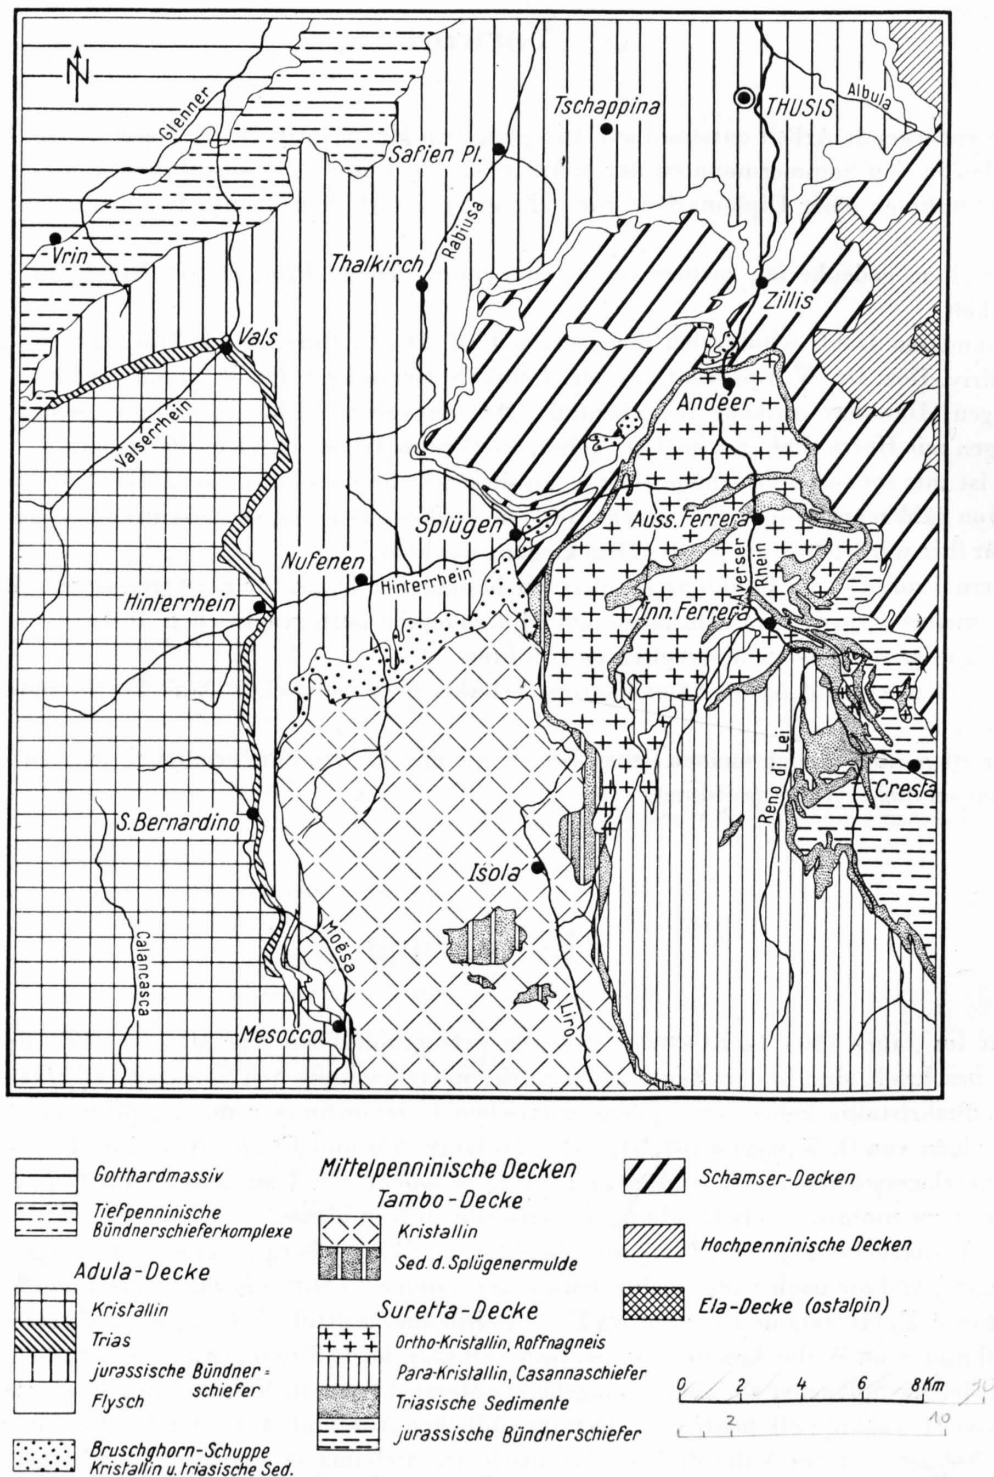 N
Glenner
Albula
Tschappina
THUSIS
Safien Pl.
Rabiusa
Vrin
Thalkirch
Zillis
Vals
Andeer
Valserrhein
Splügen
Auss. Ferrera
Nufenen
Hinterrhein
Averser
Rhein
Hinterrhein
Inn. Ferrera
Reno di Lei
Cresta
S. Bernardino
Isola
Moësa
Calancasca
Liro
Mesocco
Gotthardmassiv
Tiefpenninische
Bündnerschieferkomplexe
Adula-Decke
Kristallin
Trias
jurassische Bündner=
schiefer
Flysch
Bruschghorn-Schuppe
Kristallin u. triasische Sed.
Mittelpenninische Decken
Tambo-Decke
Kristallin
Sed. d. Splügenermulde
Suretta-Decke
Ortho-Kristallin, Roffnagneis
Para-Kristallin, Casannaschiefer
Triasische Sedimente
jurassische Bündnerschiefer
Schamser-Decken
Hochpenninische Decken
Ela-Decke (ostalpin)
0 2 4 6 8 Km 10
2 10